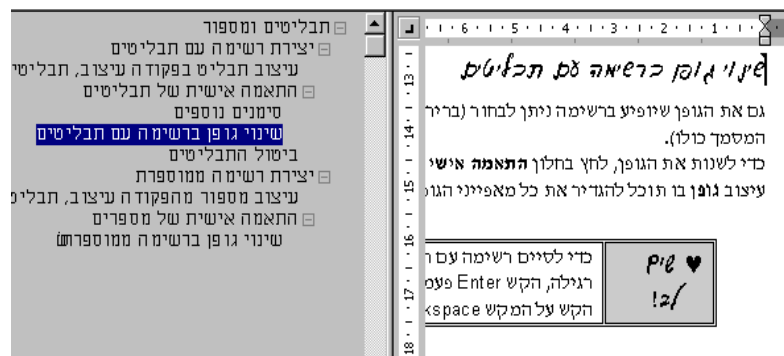 תבליטים ומספור
יצירת רשימה עם תבליטים
עיצוב תבליט בפקודה עיצוב, תבליטי
התאמה אישית של תבליטים
סימנים נוספים
שינוי גופן ברשימה עם תבליטים
ביטול התבליטים
יצירת רשימה ממוספרת
עיצוב מספור מהפקודה עיצוב, תבליט
התאמה אישית של מספרים
שינוי גופן ברשימה ממוספרת
6 5 4 3 2 1
שינוי גופן ברשימה עם תבליטים
גם את הגופן שיופיע ברשימה ניתן לבחור (בריר
המסמך כולו).
כדי לשנות את הגופן, לחץ בחלון התאמה אישי
עיצוב גופן בו תוכל להגדיר את כל מאפייני הגופ
♥ שים
לב!
כדי לסיים רשימה עם ת
רגילה, הקש Enter פעמ
הקש על המקש kspace
13
14
15
16
17
18